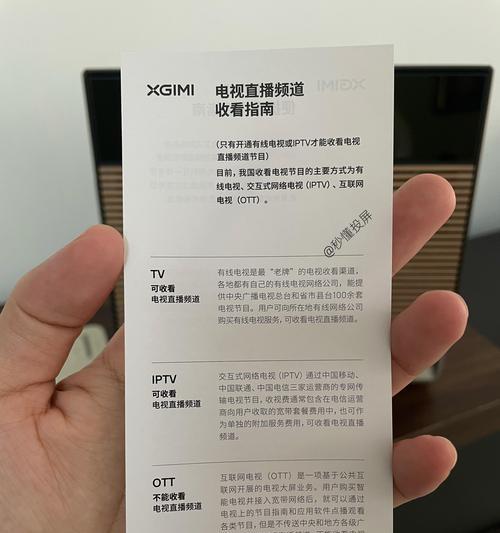 XGIMI 电视直播频道
收看指南
(只有开通有线电视或IPTV才能收看电视
直播频道节目)
目前，我国收看电视节目的主要方式为有
线电视、交互式网络电视 (IPTV) 、互联网
电视 (OTT) 。
@秒懂投屏
TV
可收看
电视直播频道
有线电视是最“老牌”的电视收看渠道，
各地都有自己的有线电视网络公司，能提
供中央广播电视总台和省市县台100余套
电视节目。用户可向所在地有线网络公司
购买有线电视服务，可收看电视直播频道。
IPTV
可收看
电视直播频道
交互式网络电视 (IPTV) 通过中国移动、
中国联通、中国电信三家运营商的专网传
输电视节目，收视费通常包含在电信运营
商向用户收取的宽带套餐费用中，也可作
为单独的附加服务费用，可收看电视直播
频道。
OTT
不能收看
电视直播频道
互联网电视 (OTT) 是一项基于公共互
联网开展的电视大屏业务。用户购买智
能电视并接入宽带网络后，就可以通过
电视上的节目指南和应用软件点播观看
各类节目，但是不传送中央和地方各级广